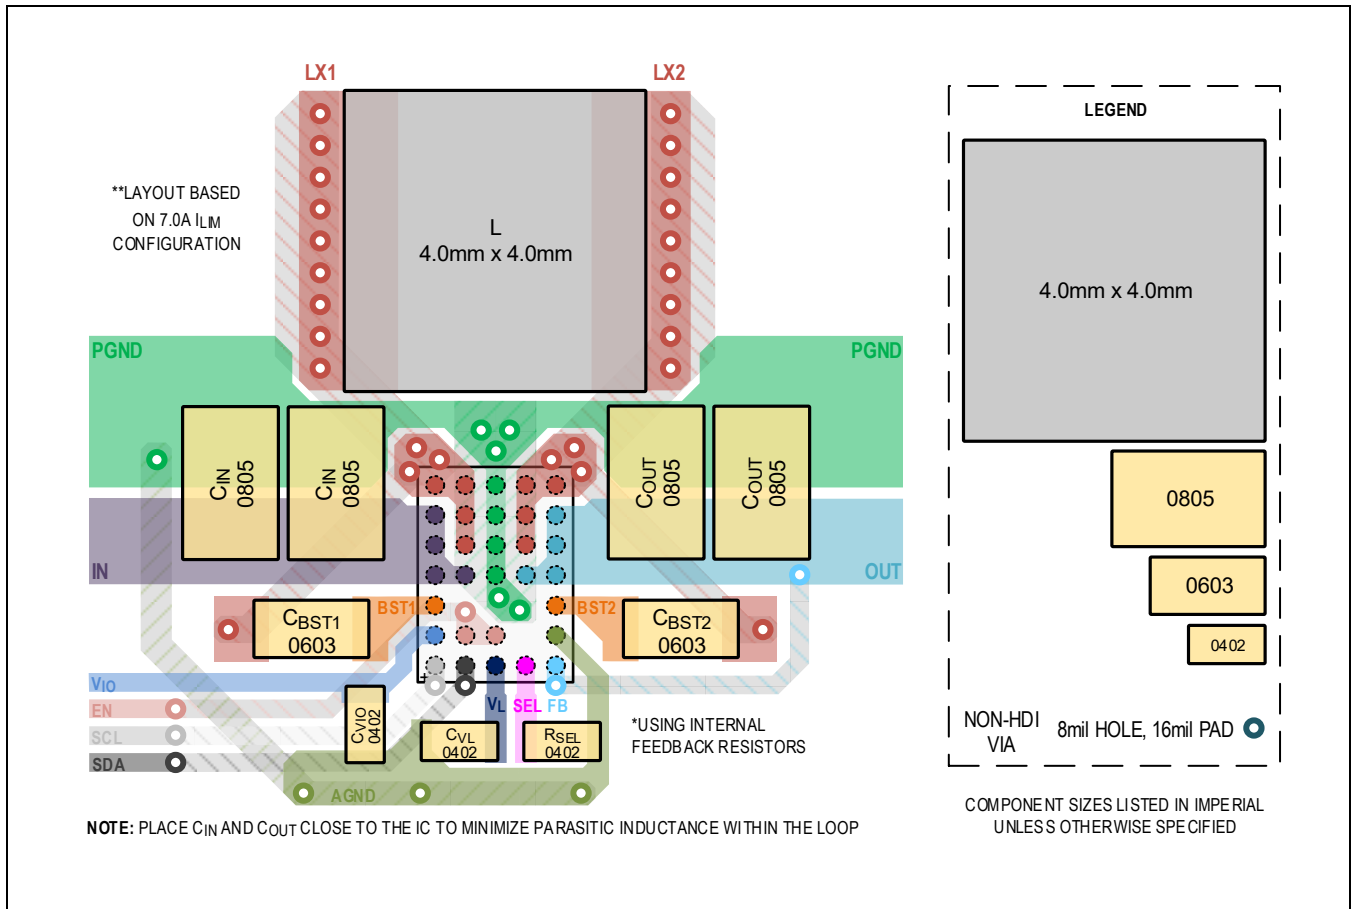 LX1
LX2
**LAYOUT BASED
ON 7.0A ILIM
CONFIGURATION
L
4.0mm x 4.0mm
PGND
PGND
CIN
0805
CIN
0805
COUT
0805
COUT
0805
IN
OUT
BST1
BST2
CBST1
0603
CBST2
0603
VIO
EN
SCL
SDA
+
CVIO
0402
VL
SEL
FB
CVL
0402
RSEL
0402
*USING INTERNAL
FEEDBACK RESISTORS
AGND
NOTE: PLACE CIN AND COUT CLOSE TO THE IC TO MINIMIZE PARASITIC INDUCTANCE WITHIN THE LOOP
LEGEND
4.0mm x 4.0mm
0805
0603
0402
NON-HDI
VIA
8mil HOLE, 16mil PAD
COMPONENT SIZES LISTED IN IMPERIAL
UNLESS OTHERWISE SPECIFIED